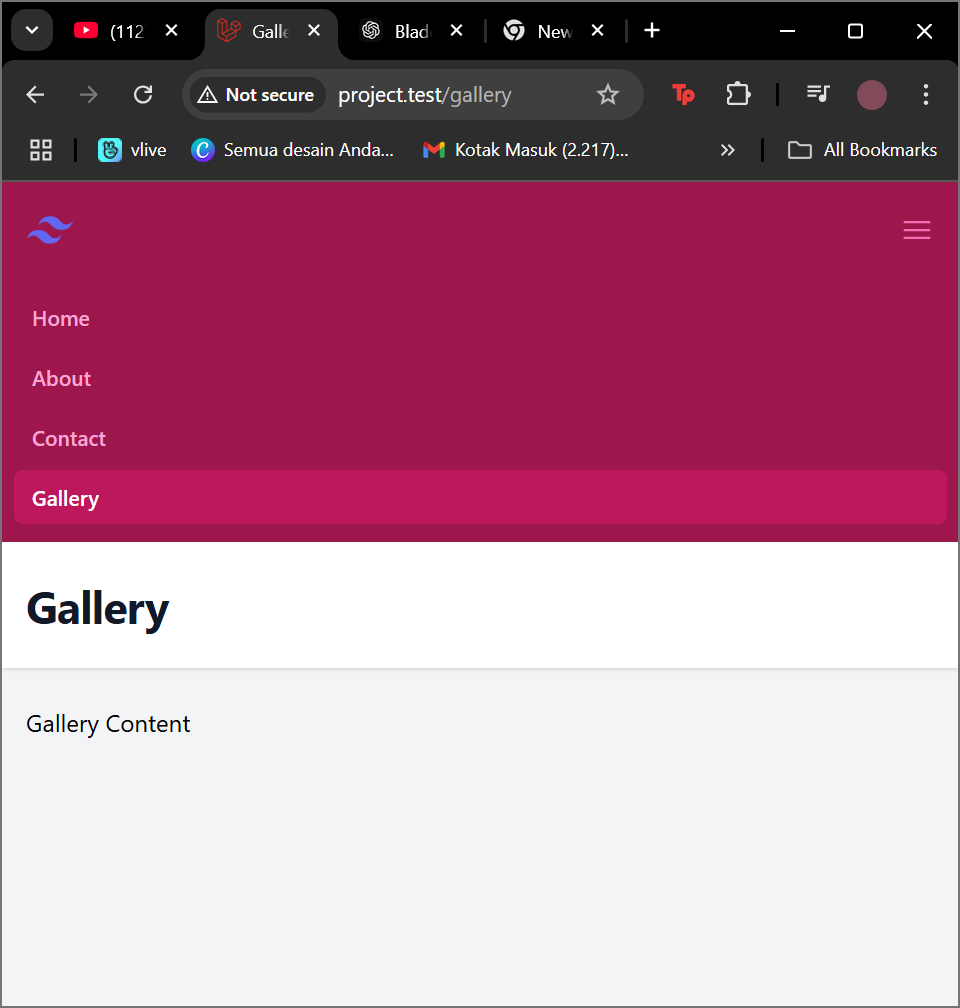 (112
Galle
Blad
New
Not secure
project.test/gallery
Tp
vlive
Semua desain Anda...
Kotak Masuk (2.217)...
All Bookmarks
Home
About
Contact
Gallery
Gallery
Gallery Content